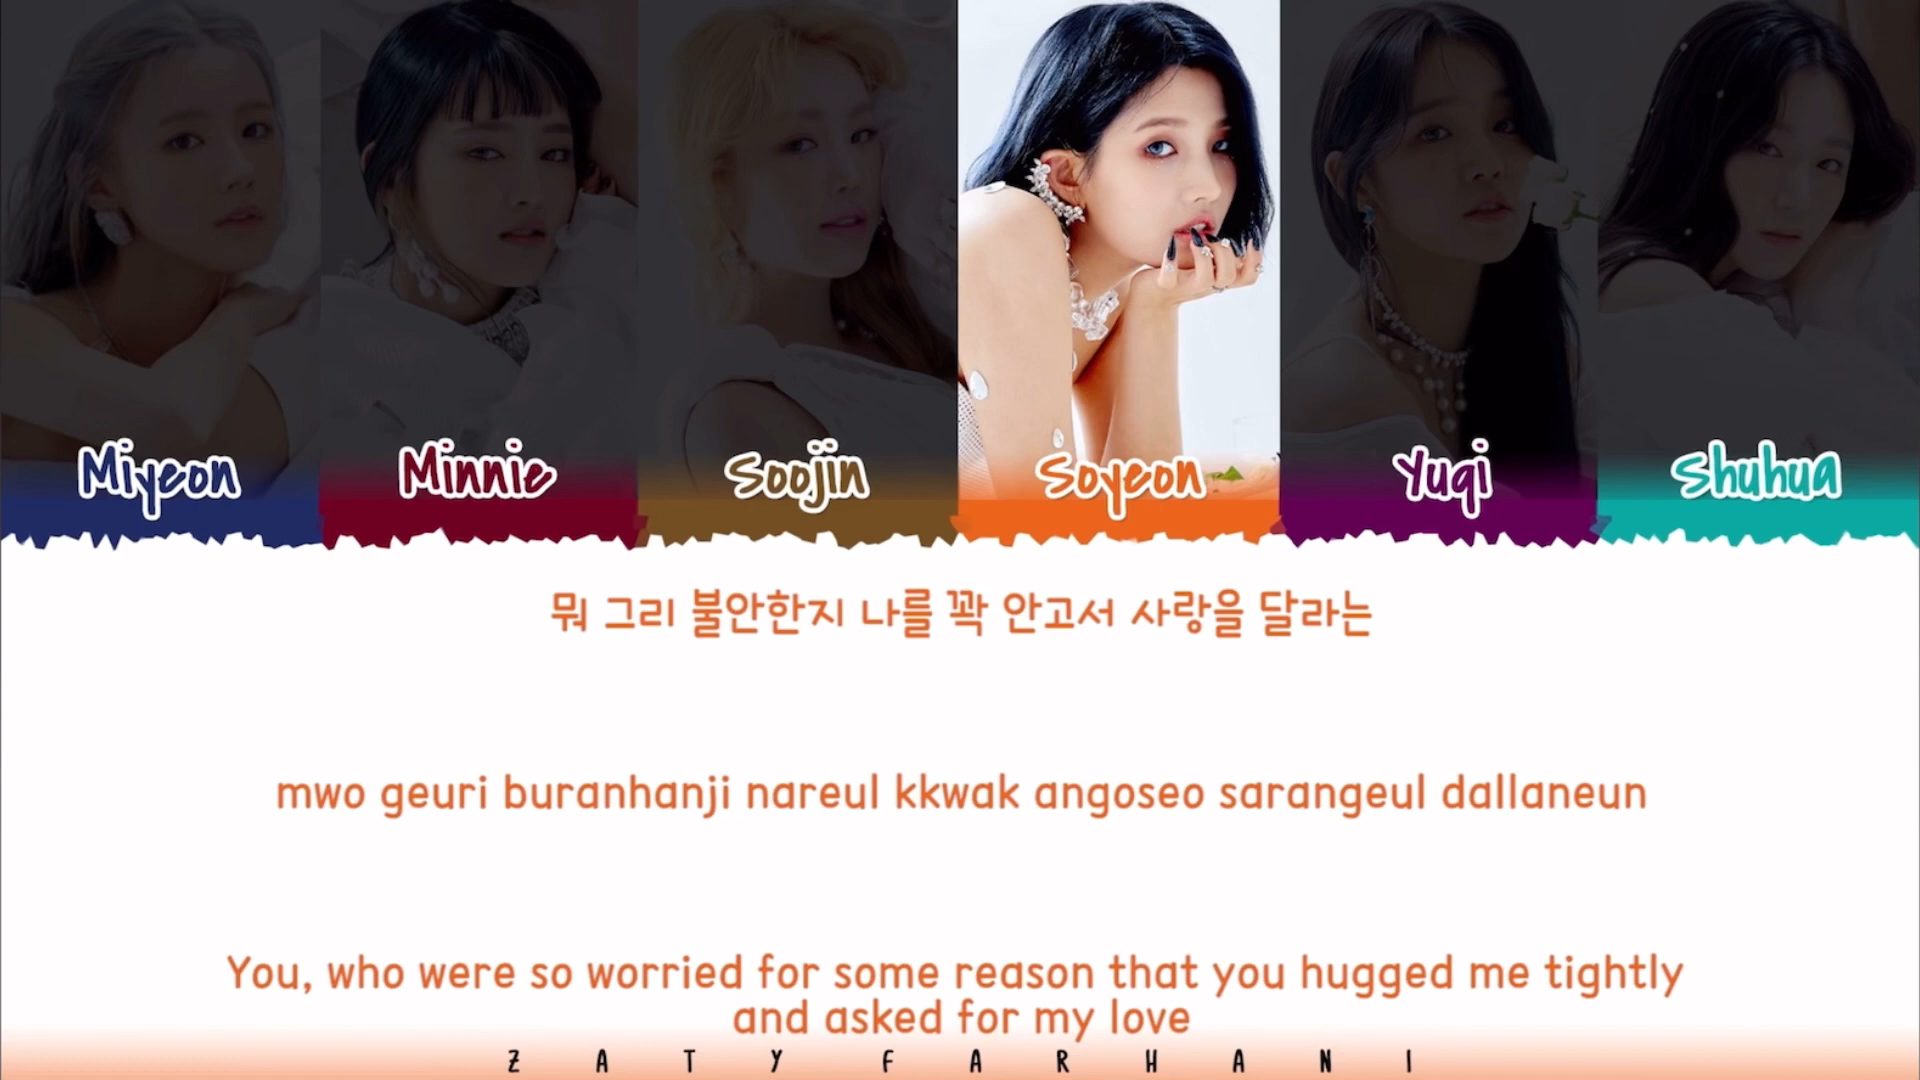 Miyeon Minnie Soojin Soyeon Yuqi Shuhua
뭐 그리 불안한지 나를 꽉 안고서 사랑을 달라는
mwo geuri buranhanji nareul kkwak angoseo sarangeul dallaneun
You, who were so worried for some reason that you hugged me tightly
and asked for my love
ZATY FARHANI